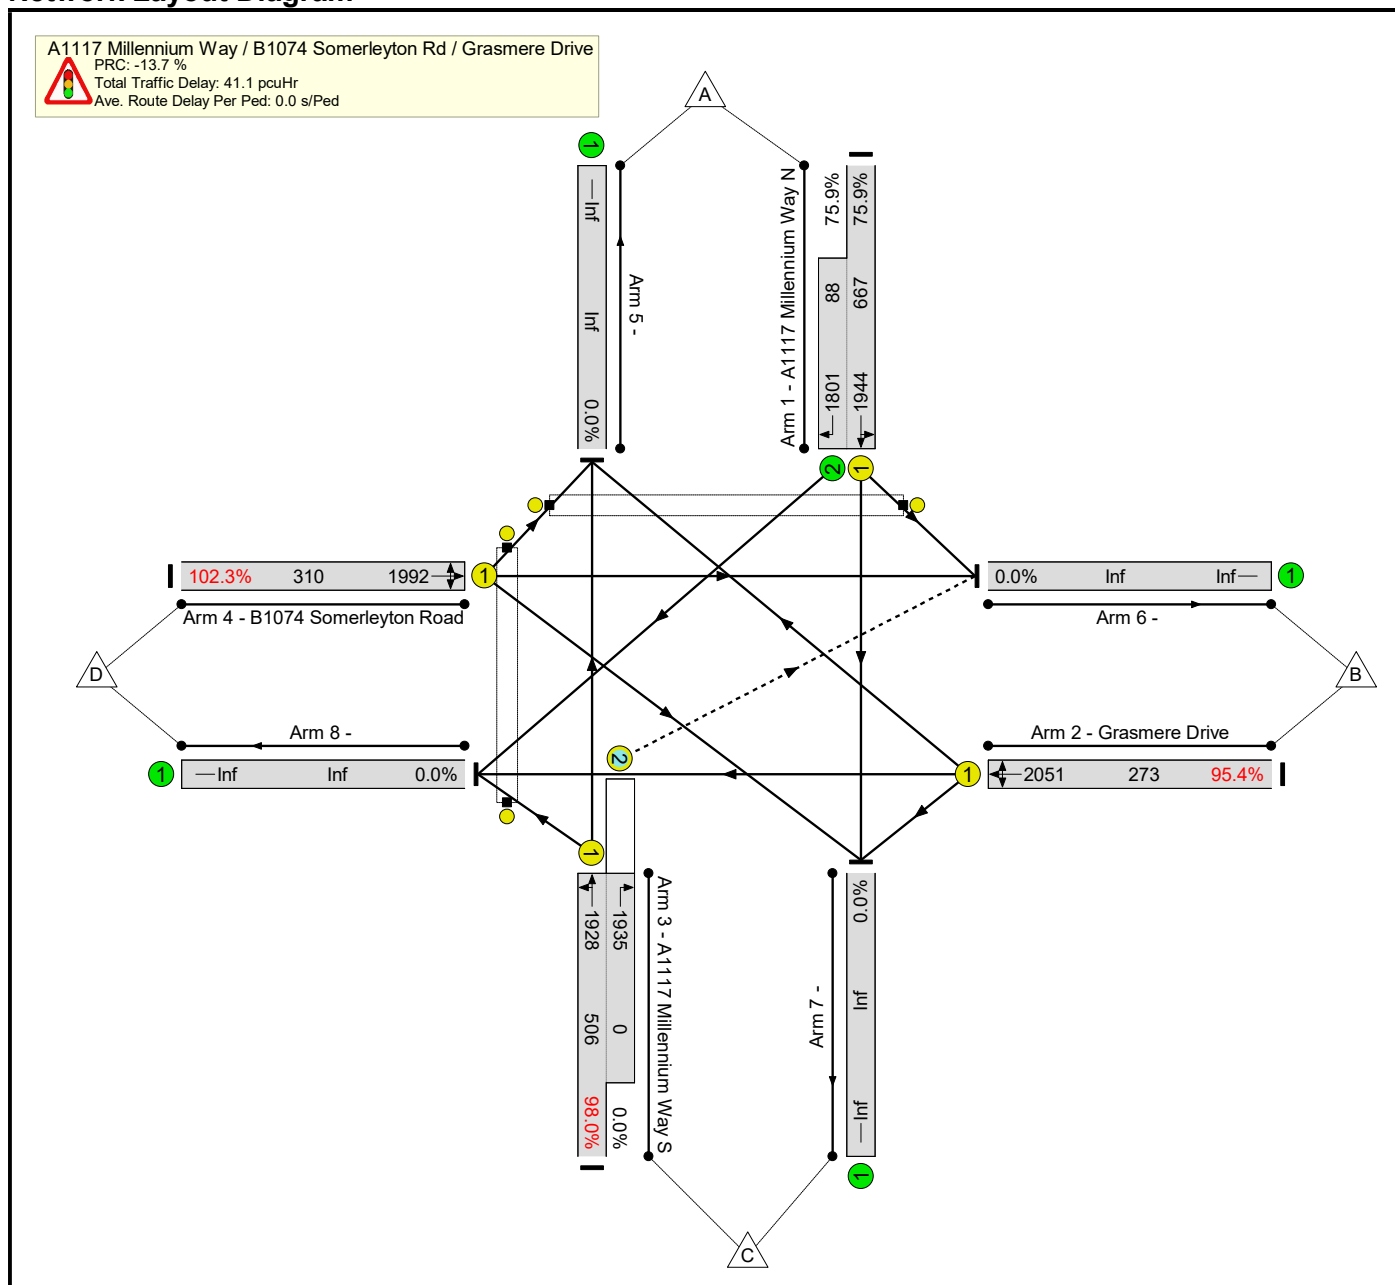 Network Layout Diagram
A1117 Millennium Way / B1074 Somerleyton Rd / Grasmere Drive
PRC: -13.7 %
Total Traffic Delay: 41.1 pcuHr
Ave. Route Delay Per Ped: 0.0 s/Ped
A
1
Inf
Inf
0.0%
Arm 5 -
Arm 1 - A1117 Millennium Way N
75.9%
88
1801
75.9%
667
1944
2
1
102.3%
310
1992
1
Arm 4 - B1074 Somerleyton Road
0.0%
Inf
Inf
1
Arm 6 -
D
B
Arm 8 -
1
Inf
Inf
0.0%
2
Arm 2 - Grasmere Drive
1
2051
273
95.4%
1
1928
506
98.0%
1935
0
0.0%
Arm 3 - A1117 Millennium Way S
Arm 7 -
0.0%
Inf
Inf
1
C